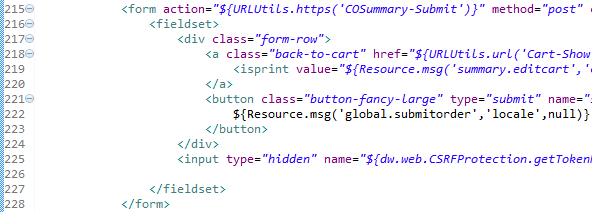 215 <form action="${URLUtils.https('COSummary-Submit')}" method="post"
216 <fieldset>
217 <div class="form-row">
218 <a class="back-to-cart" href="${URLUtils.url('Cart-Show
219 <isprint value="${Resource.msg('summary.editcart','
220 </a>
221 <button class="button-fancy-large" type="submit" name="
222 ${Resource.msg('global.submitorder','locale',null)}
223 </button>
224 </div>
225 <input type="hidden" name="${dw.web.CSRFProtection.getToken
226
227 </fieldset>
228 </form>